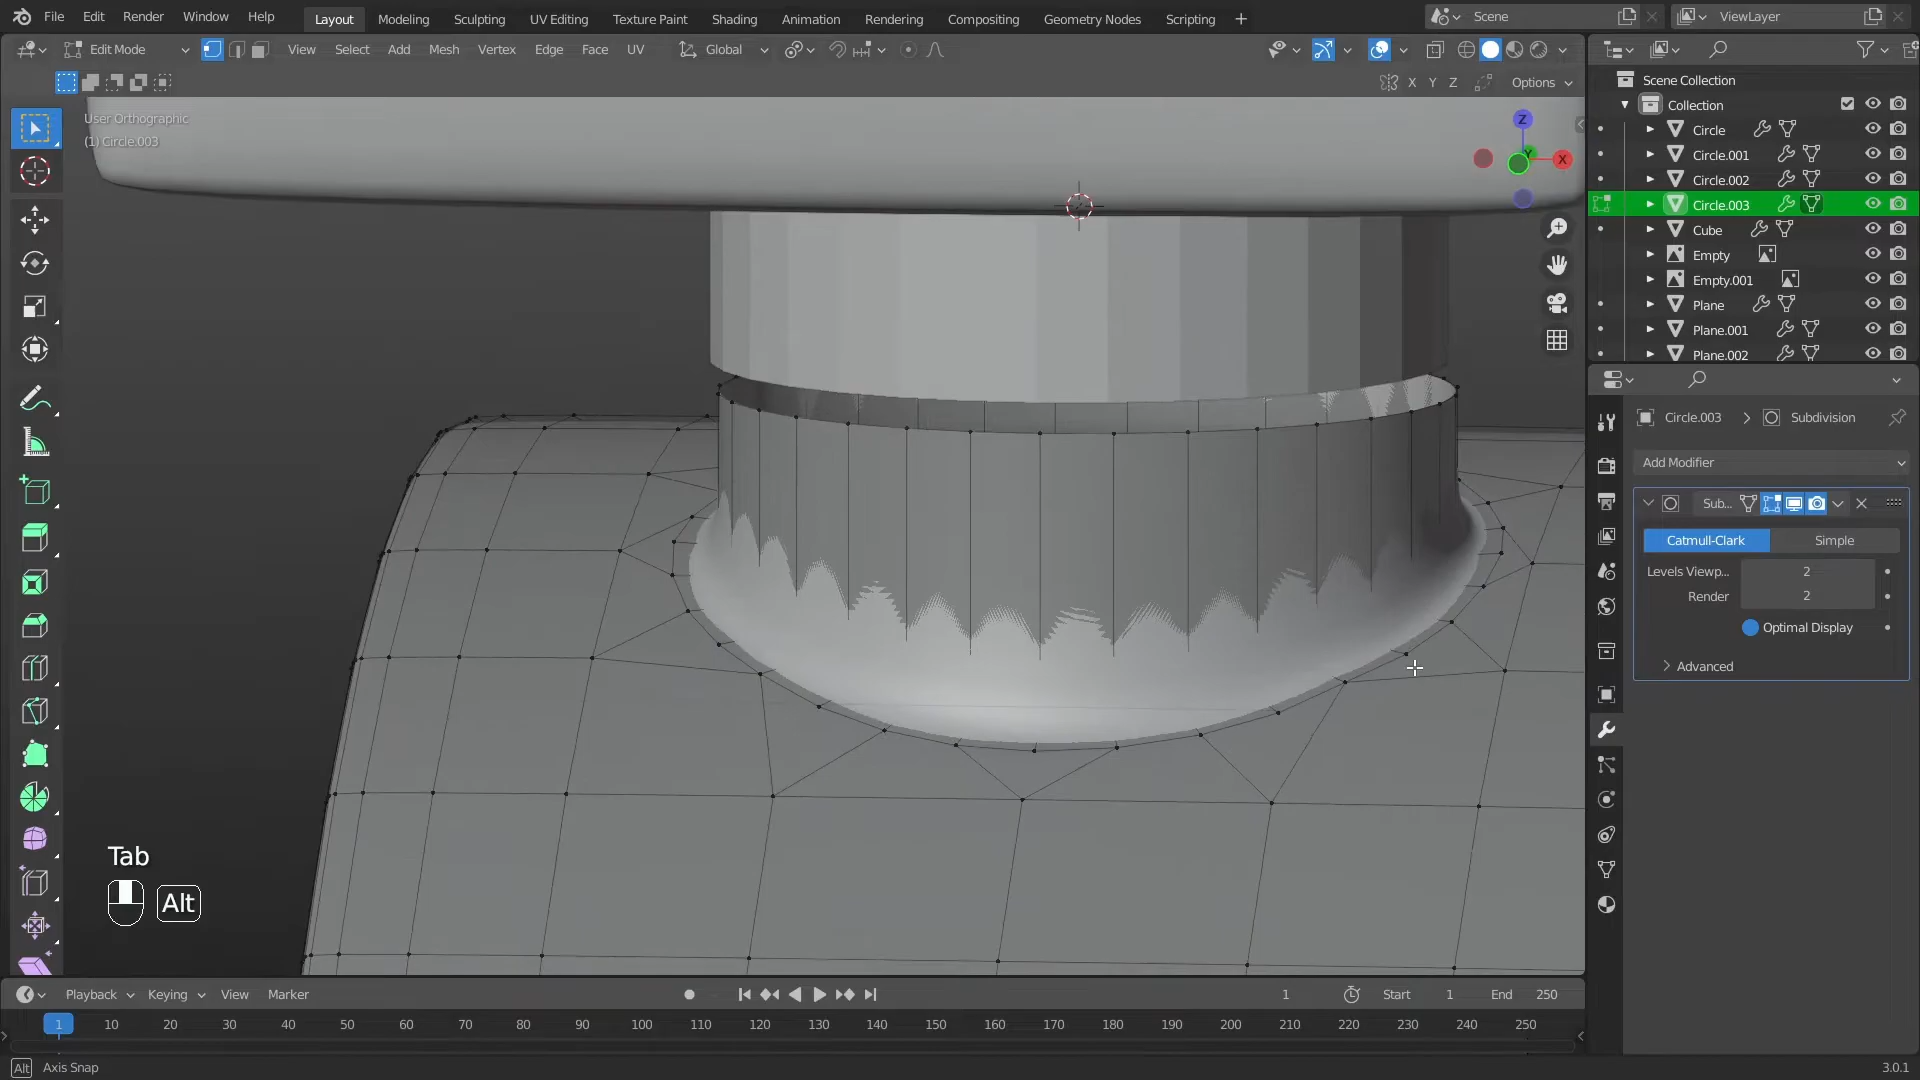 File Edit Render Window Help Layout Modeling Sculpting UV Editing Texture Paint Shading Animation Rendering Compositing Geometry Nodes Scripting + Scene ViewLayer
Edit Mode View Select Add Mesh Vertex Edge Face UV Global
X Y Z Options
User Orthographic
(1) Circle.003
Z
Y
X
Scene Collection
Collection
Circle
Circle.001
Circle.002
Circle.003
Cube
Empty
Empty.001
Plane
Plane.001
Plane.002
Circle.003 > Subdivision
Add Modifier
Sub...
Catmull-Clark Simple
Levels Viewp... 2
Render 2
Optimal Display
Advanced
Tab
Alt
Playback Keying View Marker 1 Start 1 End 250
1 10 20 30 40 50 60 70 80 90 100 110 120 130 140 150 160 170 180 190 200 210 220 230 240 250
Alt Axis Snap 3.0.1